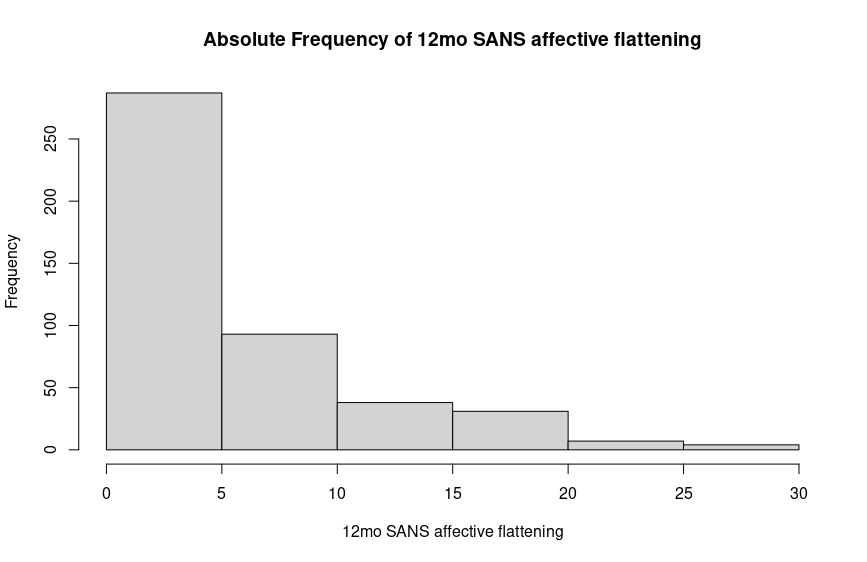 Absolute Frequency of 12mo SANS affective flattening
Frequency
250
200
150
100
50
0
0 5 10 15 20 25 30
12mo SANS affective flattening